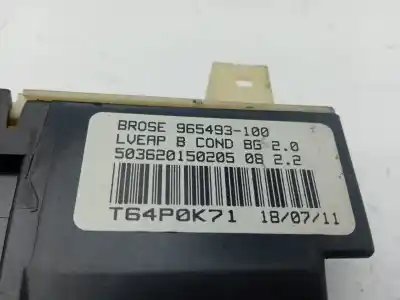 BROSE 965493-100
LVEAP B COND BG 2.0
503620150205 08 2.2
T64P0K71 18/07/11